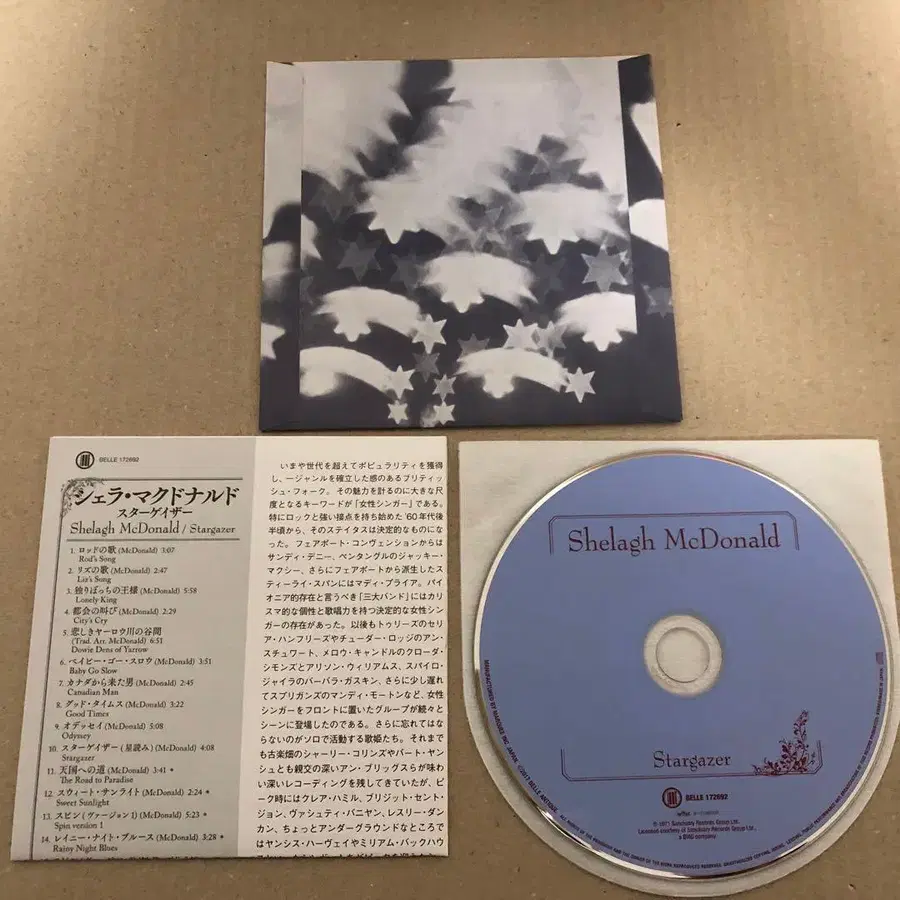 BELLE 172692
シェラ・マクドナルド
スターゲイザー
Shelagh McDonald / Stargazer
1. ロッドの歌 (McDonald) 3:07
Rod's Song
2. リズの歌 (McDonald) 2:47
Liz's Song
3. 独りぼっちの王様 (McDonald) 5:58
Lonely King
4. 都会の叫び (McDonald) 2:29
City's Cry
5. 悲しきヤーロウ川の谷間
(Trad. Arr. McDonald) 6:51
Dowie Dens of Yarrow
6. ベイビー・ゴー・スロウ (McDonald) 3:51
Baby Go Slow
7. カナダから来た男 (McDonald) 2:45
Canadian Man
8. グッド・タイムス (McDonald) 3:22
Good Times
9. オデッセイ (McDonald) 5:08
Odyssey
10. スターゲイザー (星読み) (McDonald) 4:08
Stargazer
11. 天国への道 (McDonald) 3:41 *
The Road to Paradise
12. スウィート・サンライト (McDonald) 2:24 *
Sweet Sunlight
13. スピン (ヴァージョン1) (McDonald) 5:23 *
Spin version 1
14. レイニー・ナイト・ブルース (McDonald) 3:28 *
Rainy Night Blues
いまや世代を超えてポピュラリティを獲得
し、一ジャンルを確立した感のあるブリティッ
シュ・フォーク。その魅力を計るのに大きな尺
度となるキーワードが「女性シンガー」である。
特にロックと強い接点を持ち始めた'60年代後
半頃から、そのステイタスは決定的なものになっ
た。フェアポート・コンヴェンションからは
サンディ・デニー、ペンタングルのジャッキー・
マクシー、さらにフェアポートから派生したス
ティーライ・スパンにはマディ・プライア。パイ
オニア的存在と言うべき「三大バンド」にはカリ
スマ的な個性と歌唱力を持つ決定的な女性シン
ガーの存在があった。以後もトゥリーズのセリ
ア・ハンフリーズやチューダー・ロッジのアン・
スチュワート、メロウ・キャンドルのクローダ・
シモンズとアリソン・ウィリアムス、スパイロ
ジャイラのバーバラ・ガスキン、さらに少し遅れ
てスプリガンズのマンディ・モートンなど、女性
シンガーをフロントに置いたグループが続々と
シーンに登場したのである。さらに忘れてはな
らないのがソロで活動する歌姫たち。それまで
も古楽畑のシャーリー・コリンズやバート・ヤン
シュとも親交の深いアン・ブリッグスらが味わ
い深いレコーディングを残してきていたが、ピ
ーク時にはクレア・ハミル、ブリジット・セント・
ジョン、ヴァシュティ・バニヤン、レスリー・ダン
カン、ちょっとアンダーグラウンドなところで
はヤンシス・ハーヴェイやミリアム・バックハウ
Shelagh McDonald
Stargazer
BELLE 172692
MANUFACTURED BY MARQUEE INC. JAPAN
℗ 1971 Sanctuary Records Group Ltd.
Licensed courtesy of Sanctuary Records Group Ltd.,
a BMG company